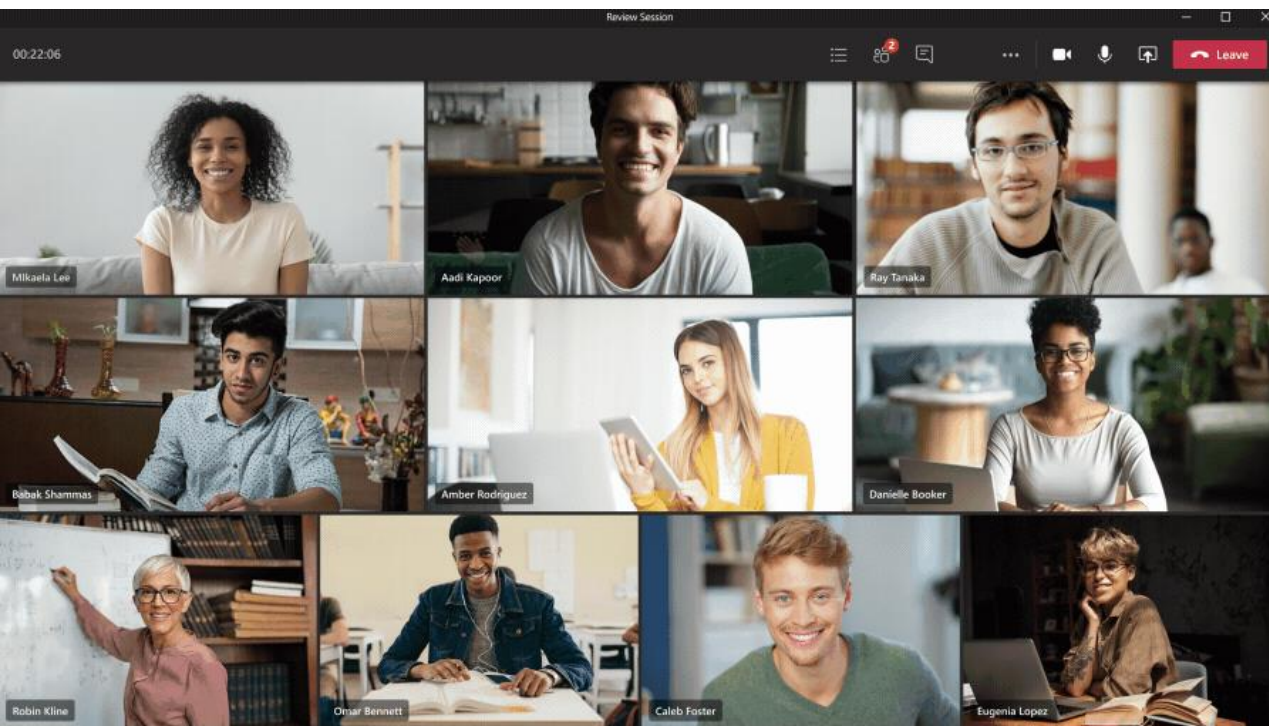 Review Session
00:22:06
2
Leave
MIkaela Lee
Aadi Kapoor
Ray Tanaka
Babak Shammas
Amber Rodriguez
Danielle Booker
Robin Kline
Omar Bennett
Caleb Foster
Eugenia Lopez